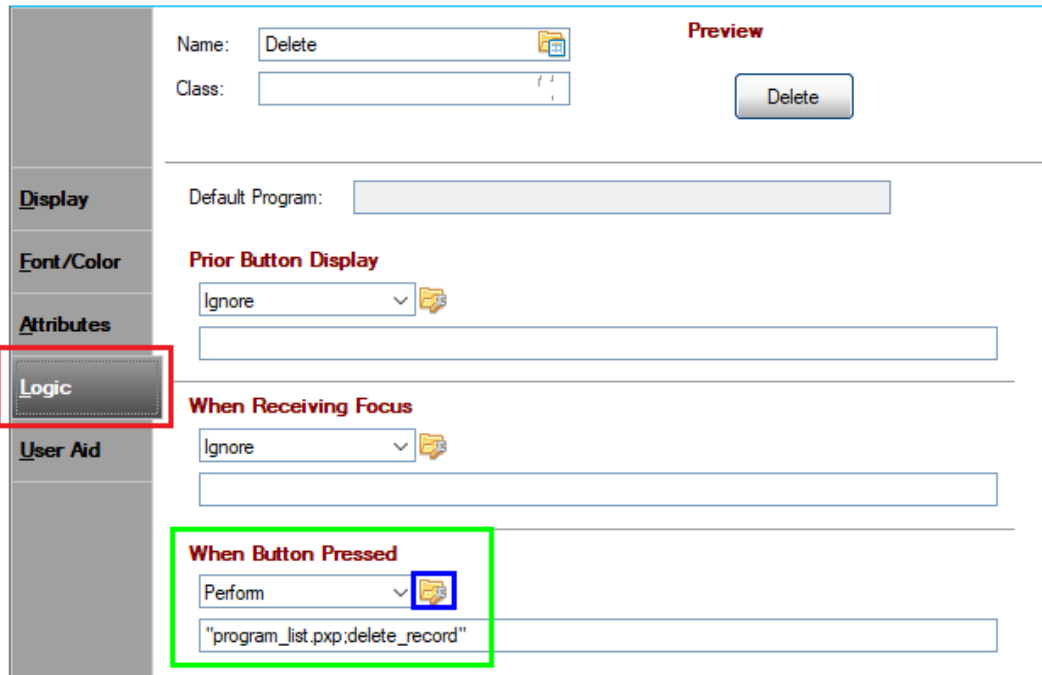 Name: Delete
Preview
Class:
Delete
Display
Default Program:
Font/Color
Prior Button Display
Ignore
Attributes
Logic
When Receiving Focus
Ignore
User Aid
When Button Pressed
Perform
"program_list.pxp;delete_record"